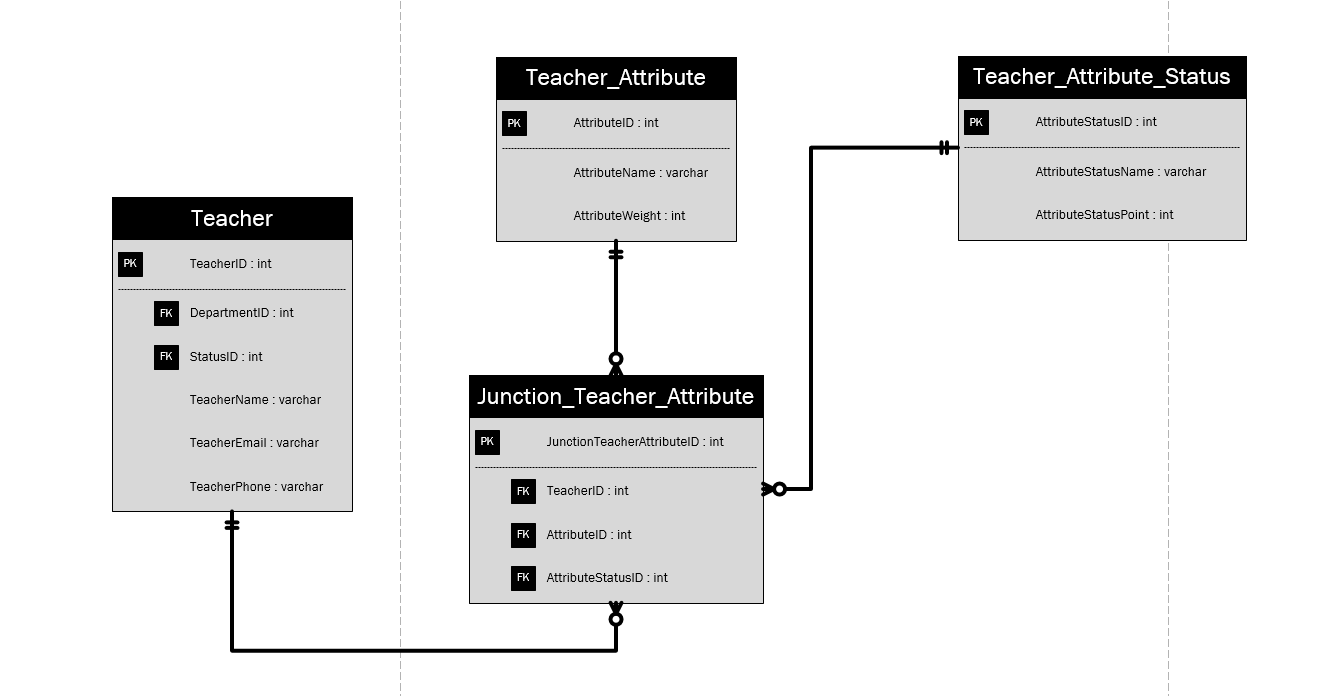 Teacher_Attribute
PK AttributeID : int
AttributeName : varchar
AttributeWeight : int
Teacher_Attribute_Status
PK AttributeStatusID : int
AttributeStatusName : varchar
AttributeStatusPoint : int
Teacher
PK TeacherID : int
FK DepartmentID : int
FK StatusID : int
TeacherName : varchar
TeacherEmail : varchar
TeacherPhone : varchar
Junction_Teacher_Attribute
PK JunctionTeacherAttributeID : int
FK TeacherID : int
FK AttributeID : int
FK AttributeStatusID : int